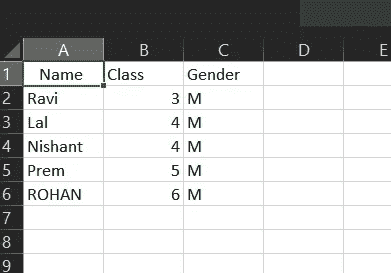 A B C D E
1 Name Class Gender
2 Ravi 3 M
3 Lal 4 M
4 Nishant 4 M
5 Prem 5 M
6 ROHAN 6 M
7
8
9